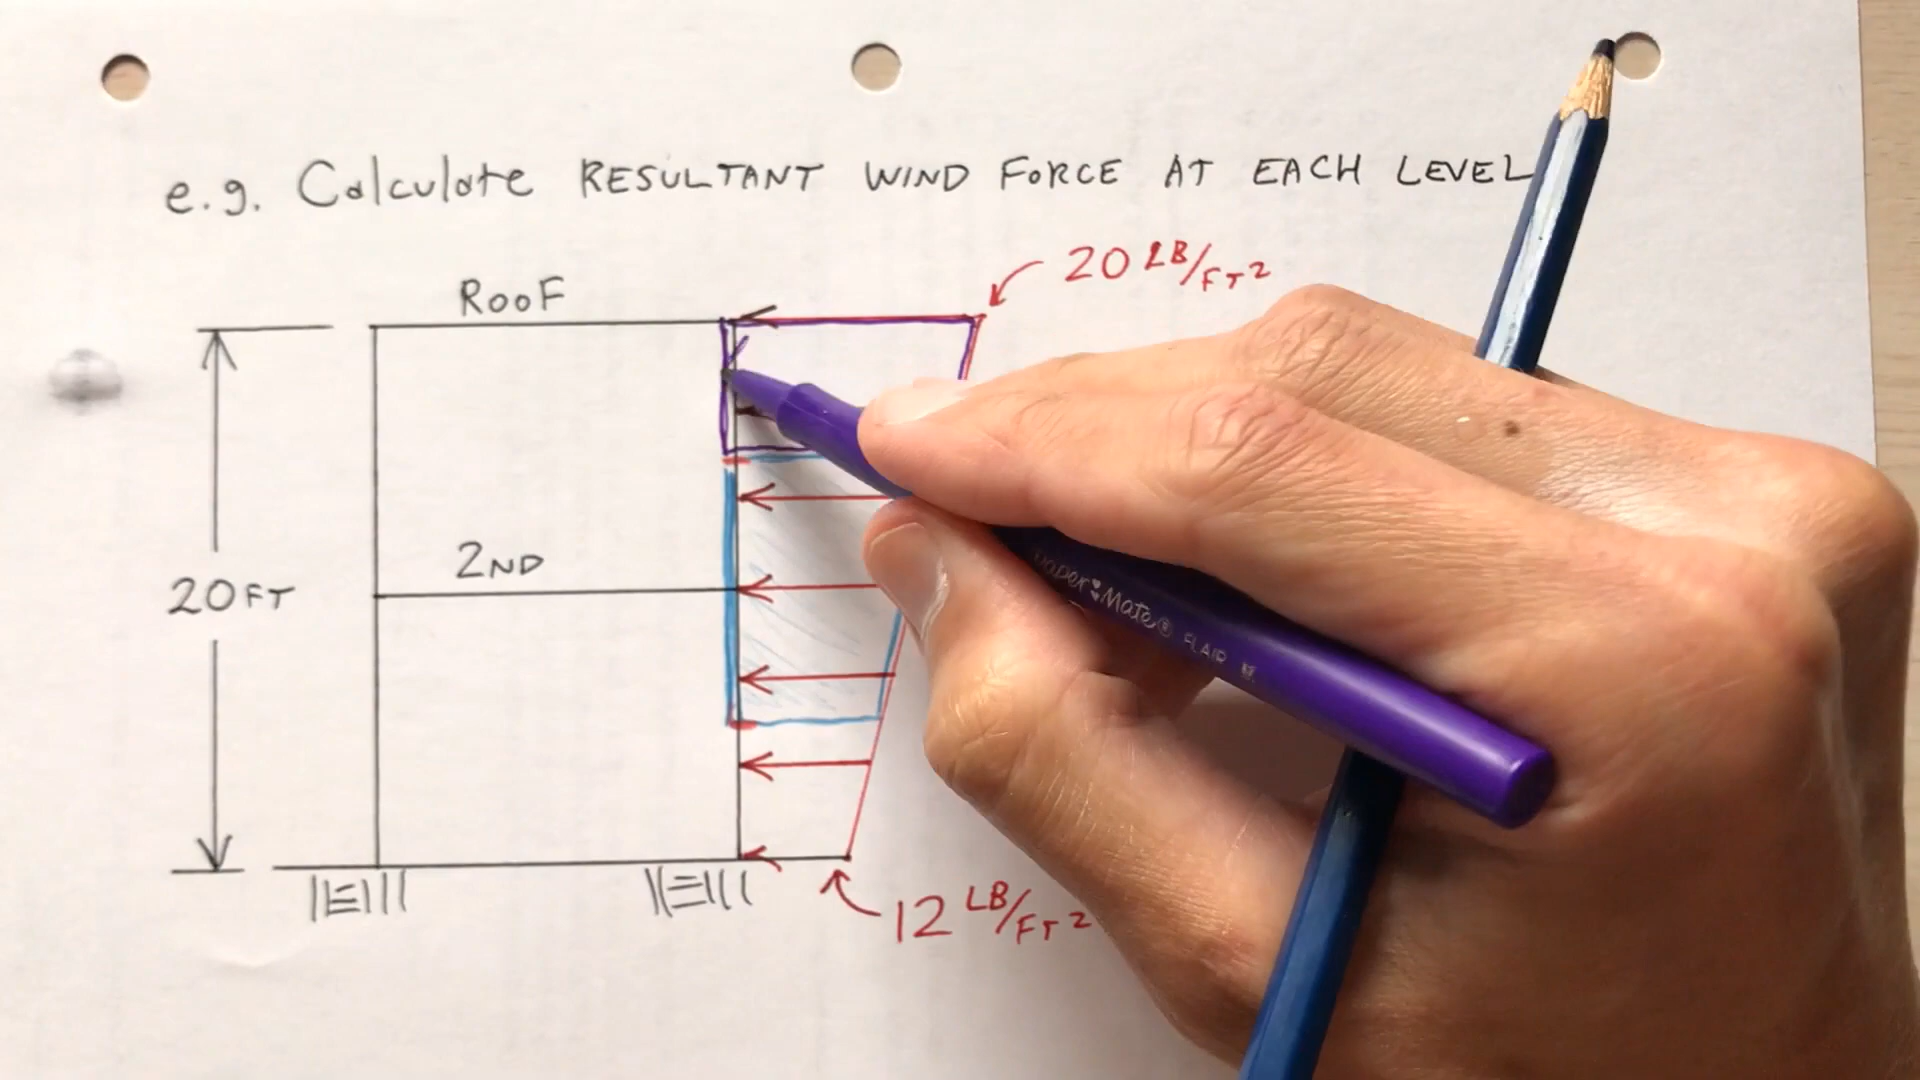 e.g. Calculate RESULTANT WIND FORCE AT EACH LEVEL
20 LB/FT2
ROOF
2ND
20FT
Paper Mate® FLAIR M.
12 LB/FT2